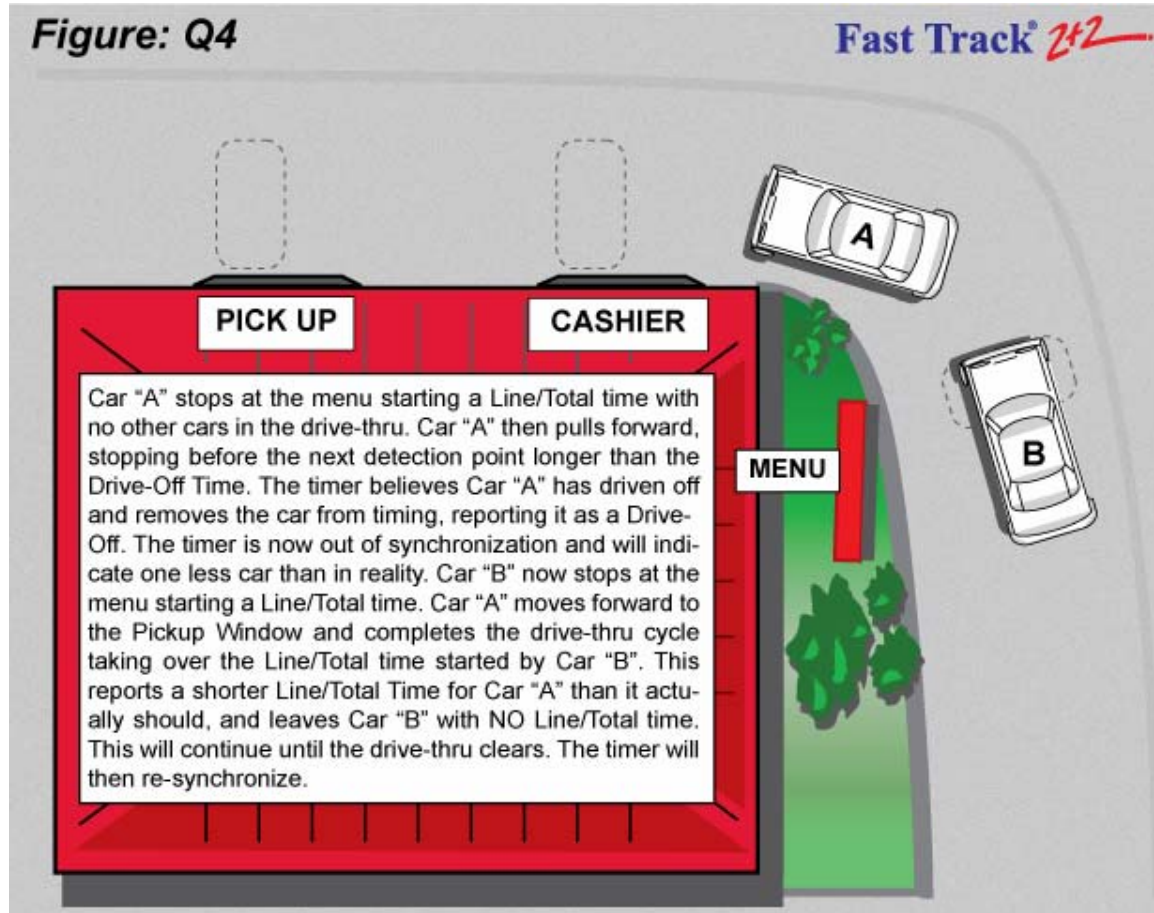 Figure: Q4
Fast Track® 2+2
A
PICK UP
CASHIER
Car “A” stops at the menu starting a Line/Total time with
no other cars in the drive-thru. Car “A” then pulls forward,
stopping before the next detection point longer than the
Drive-Off Time. The timer believes Car “A” has driven off
and removes the car from timing, reporting it as a Drive-
Off. The timer is now out of synchronization and will indi-
cate one less car than in reality. Car “B” now stops at the
menu starting a Line/Total time. Car “A” moves forward to
the Pickup Window and completes the drive-thru cycle
taking over the Line/Total time started by Car “B”. This
reports a shorter Line/Total Time for Car “A” than it actu-
ally should, and leaves Car “B” with NO Line/Total time.
This will continue until the drive-thru clears. The timer will
then re-synchronize.
MENU
B